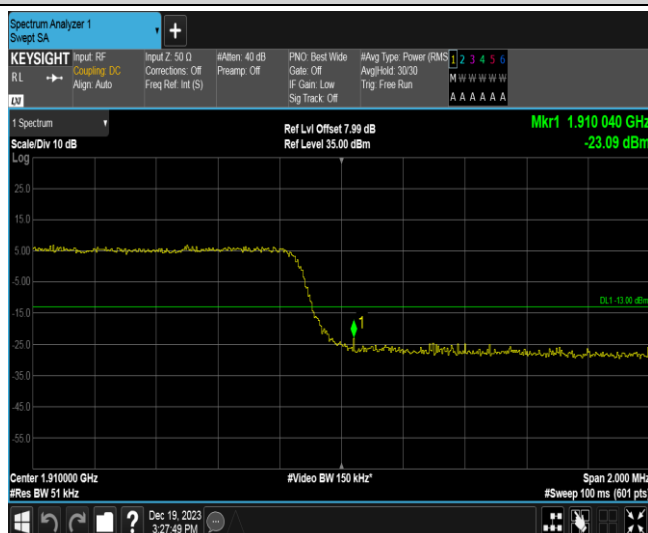 Spectrum Analyzer 1
Swept SA
+
KEYSIGHT Input: RF Input Z: 50 Ω #Atten: 40 dB PNO: Best Wide #Avg Type: Power (RMS 1 2 3 4 5 6
RL Coupling: DC Corrections: Off Preamp: Off Gate: Off Avg|Hold: 30/30 M W W W W W
Align: Auto Freq Ref: Int (S) IF Gain: Low Trig: Free Run
Sig Track: Off A A A A A A
LXI
1 Spectrum Ref Lvl Offset 7.99 dB Mkr1 1.910 040 GHz
Scale/Div 10 dB Ref Level 35.00 dBm -23.09 dBm
Log
25.0
15.0
5.00
-5.00
DL1 -13.00 dBm
-15.0
1
-25.0
-35.0
-45.0
-55.0
Center 1.910000 GHz #Video BW 150 kHz* Span 2.000 MHz
#Res BW 51 kHz #Sweep 100 ms (601 pts)
? Dec 19, 2023
3:27:49 PM